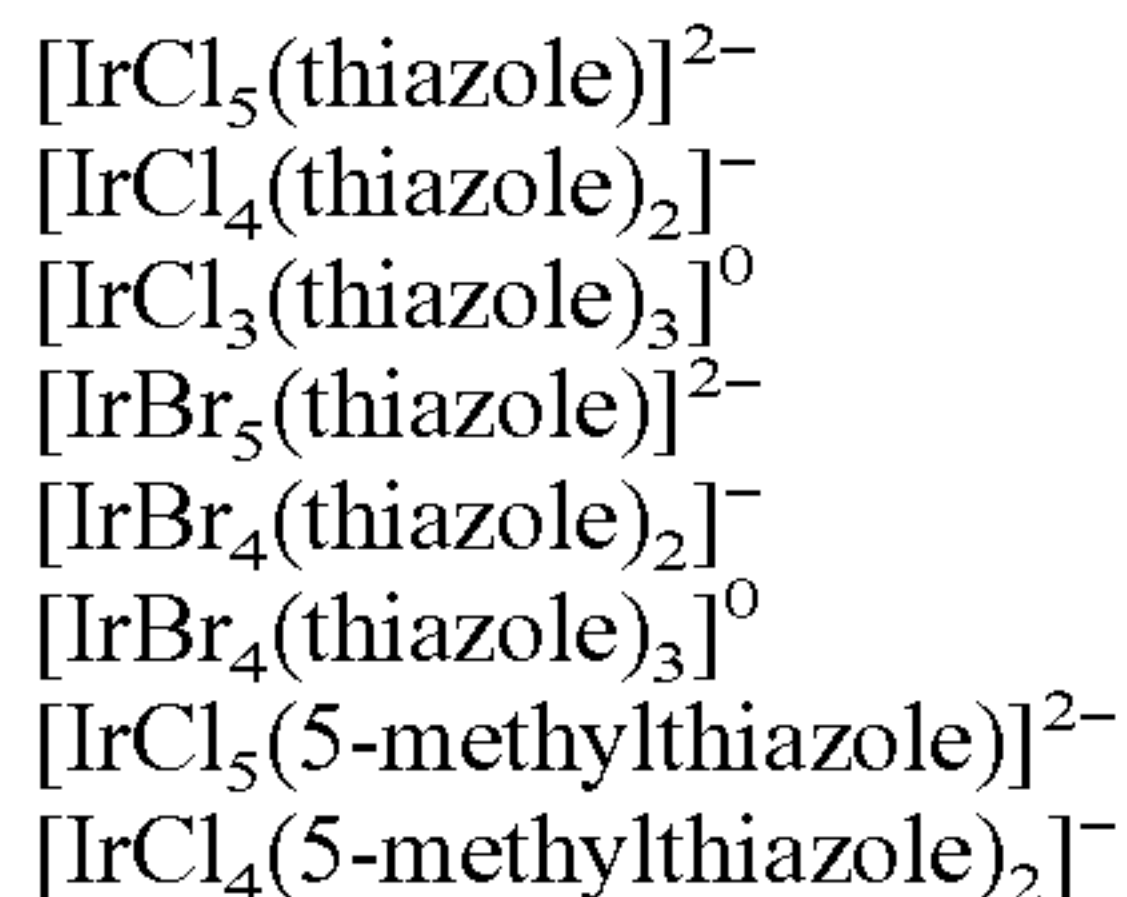 [IrCl₅(thiazole)]²⁻
[IrCl₄(thiazole)₂]⁻
[IrCl₃(thiazole)₃]⁰
[IrBr₅(thiazole)]²⁻
[IrBr₄(thiazole)₂]⁻
[IrBr₄(thiazole)₃]⁰
[IrCl₅(5-methylthiazole)]²⁻
[IrCl₄(5-methylthiazole)₂]⁻